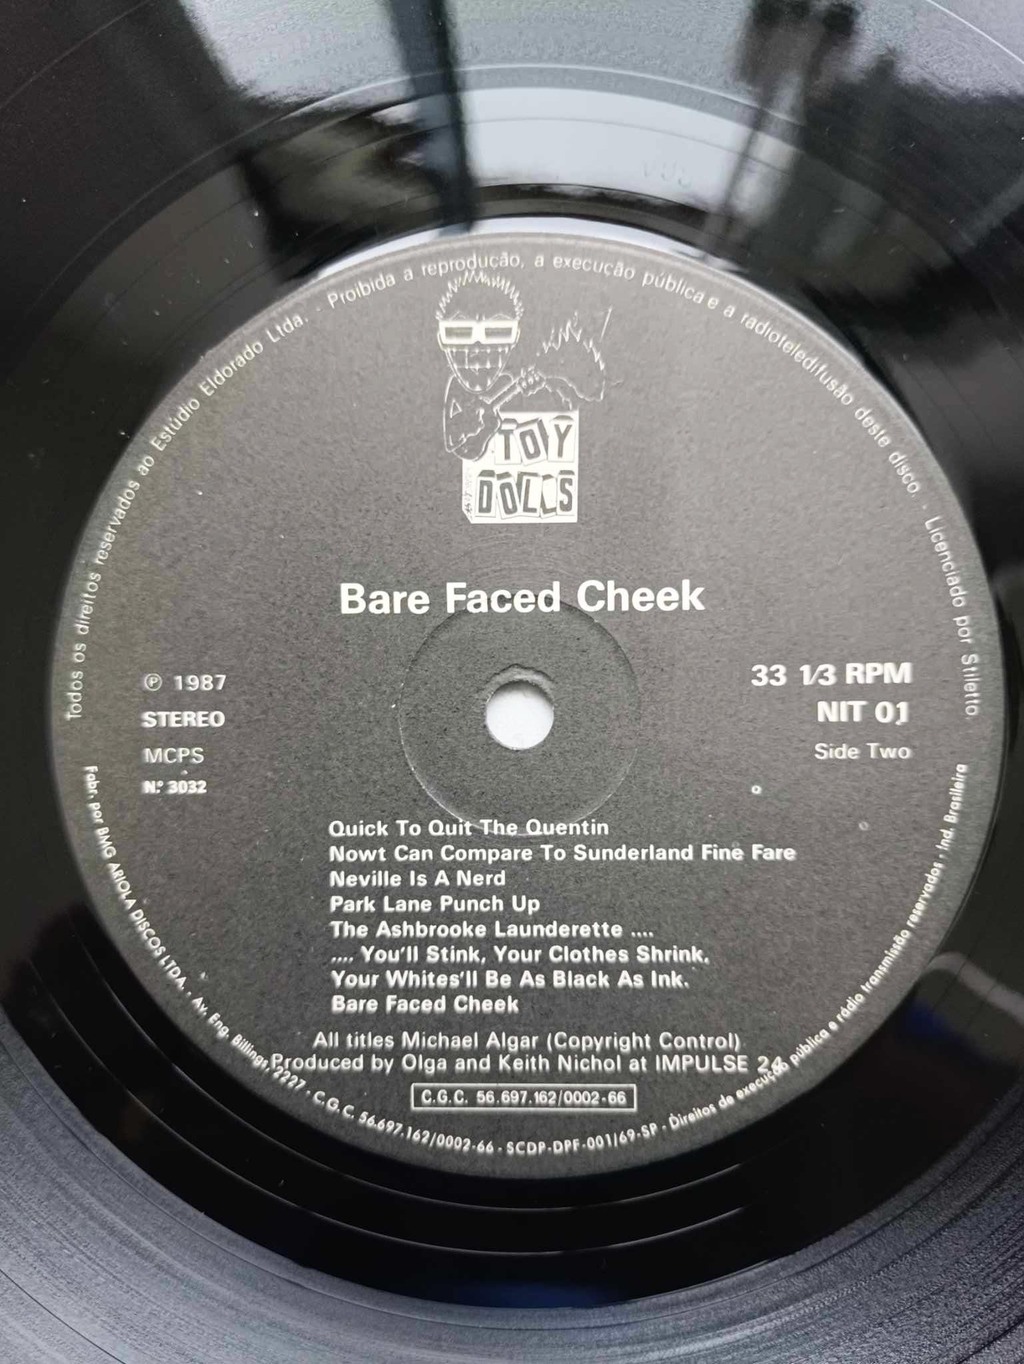 Todos os direitos reservados ao Estúdio Eldorado Ltda. · Proibida a reprodução, a execução pública e a radioteledifusão deste disco. · Licenciado por Stiletto
TOY
DOLLS
Bare Faced Cheek
℗ 1987
STEREO
MCPS
N.º 3032
33 1/3 RPM
NIT 01
Side Two
Quick To Quit The Quentin
Nowt Can Compare To Sunderland Fine Fare
Neville Is A Nerd
Park Lane Punch Up
The Ashbrooke Launderette ....
.... You'll Stink, Your Clothes Shrink,
Your Whites'll Be As Black As Ink.
Bare Faced Cheek
All titles Michael Algar (Copyright Control)
Produced by Olga and Keith Nichol at IMPULSE 24
C.G.C. 56.697.162/0002-66
Fabr. por BMG ARIOLA DISCOS LTDA. · Av. Eng. Billings, 2227 · C.G.C. 56.697.162/0002-66 · SCDP-DPF-001/69-SP · Direitos de execução pública e rádio transmissão reservados · Ind. Brasileira